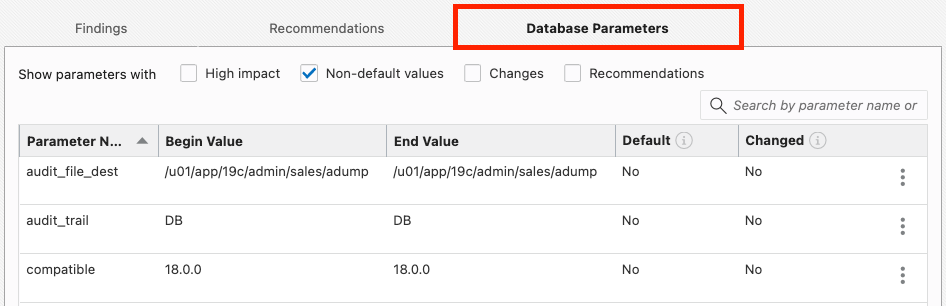 Findings Recommendations Database Parameters
Show parameters with High impact Non-default values Changes Recommendations
Search by parameter name or
Parameter N... Begin Value End Value Default Changed
audit_file_dest /u01/app/19c/admin/sales/adump /u01/app/19c/admin/sales/adump No No
audit_trail DB DB No No
compatible 18.0.0 18.0.0 No No